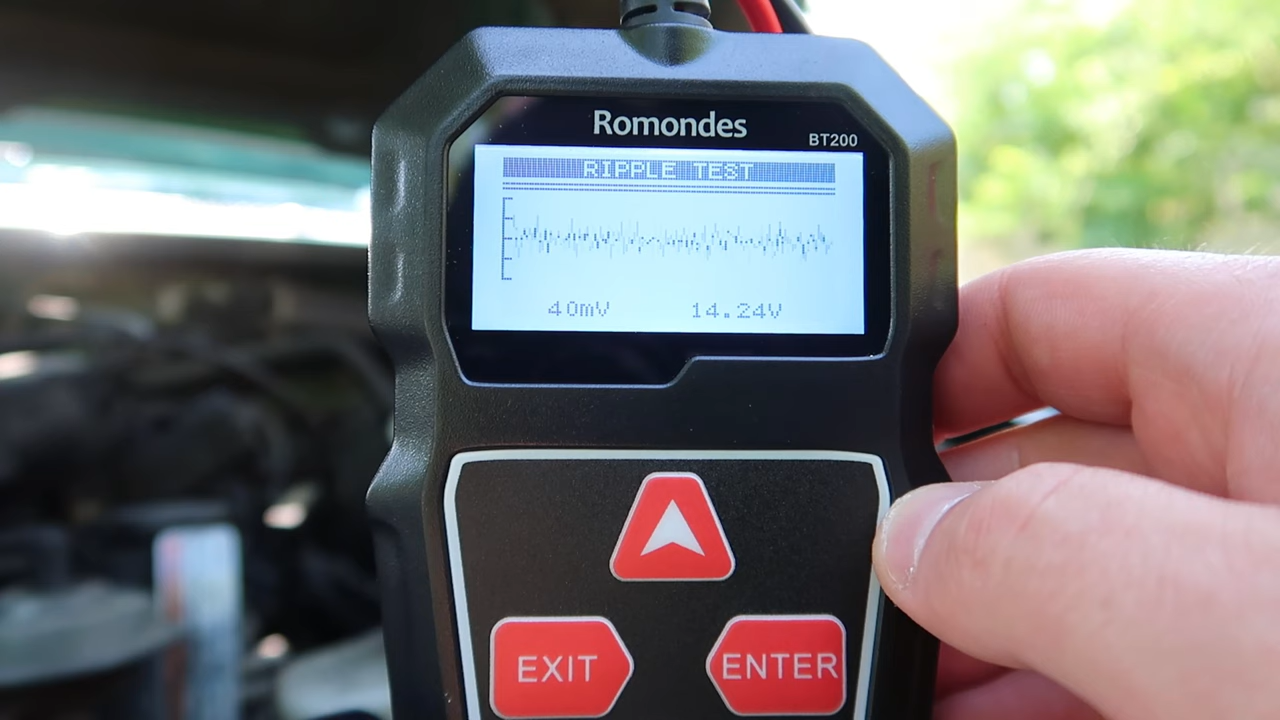 Romondes
BT200
RIPPLE TEST
40mV 14.24V
EXIT ENTER